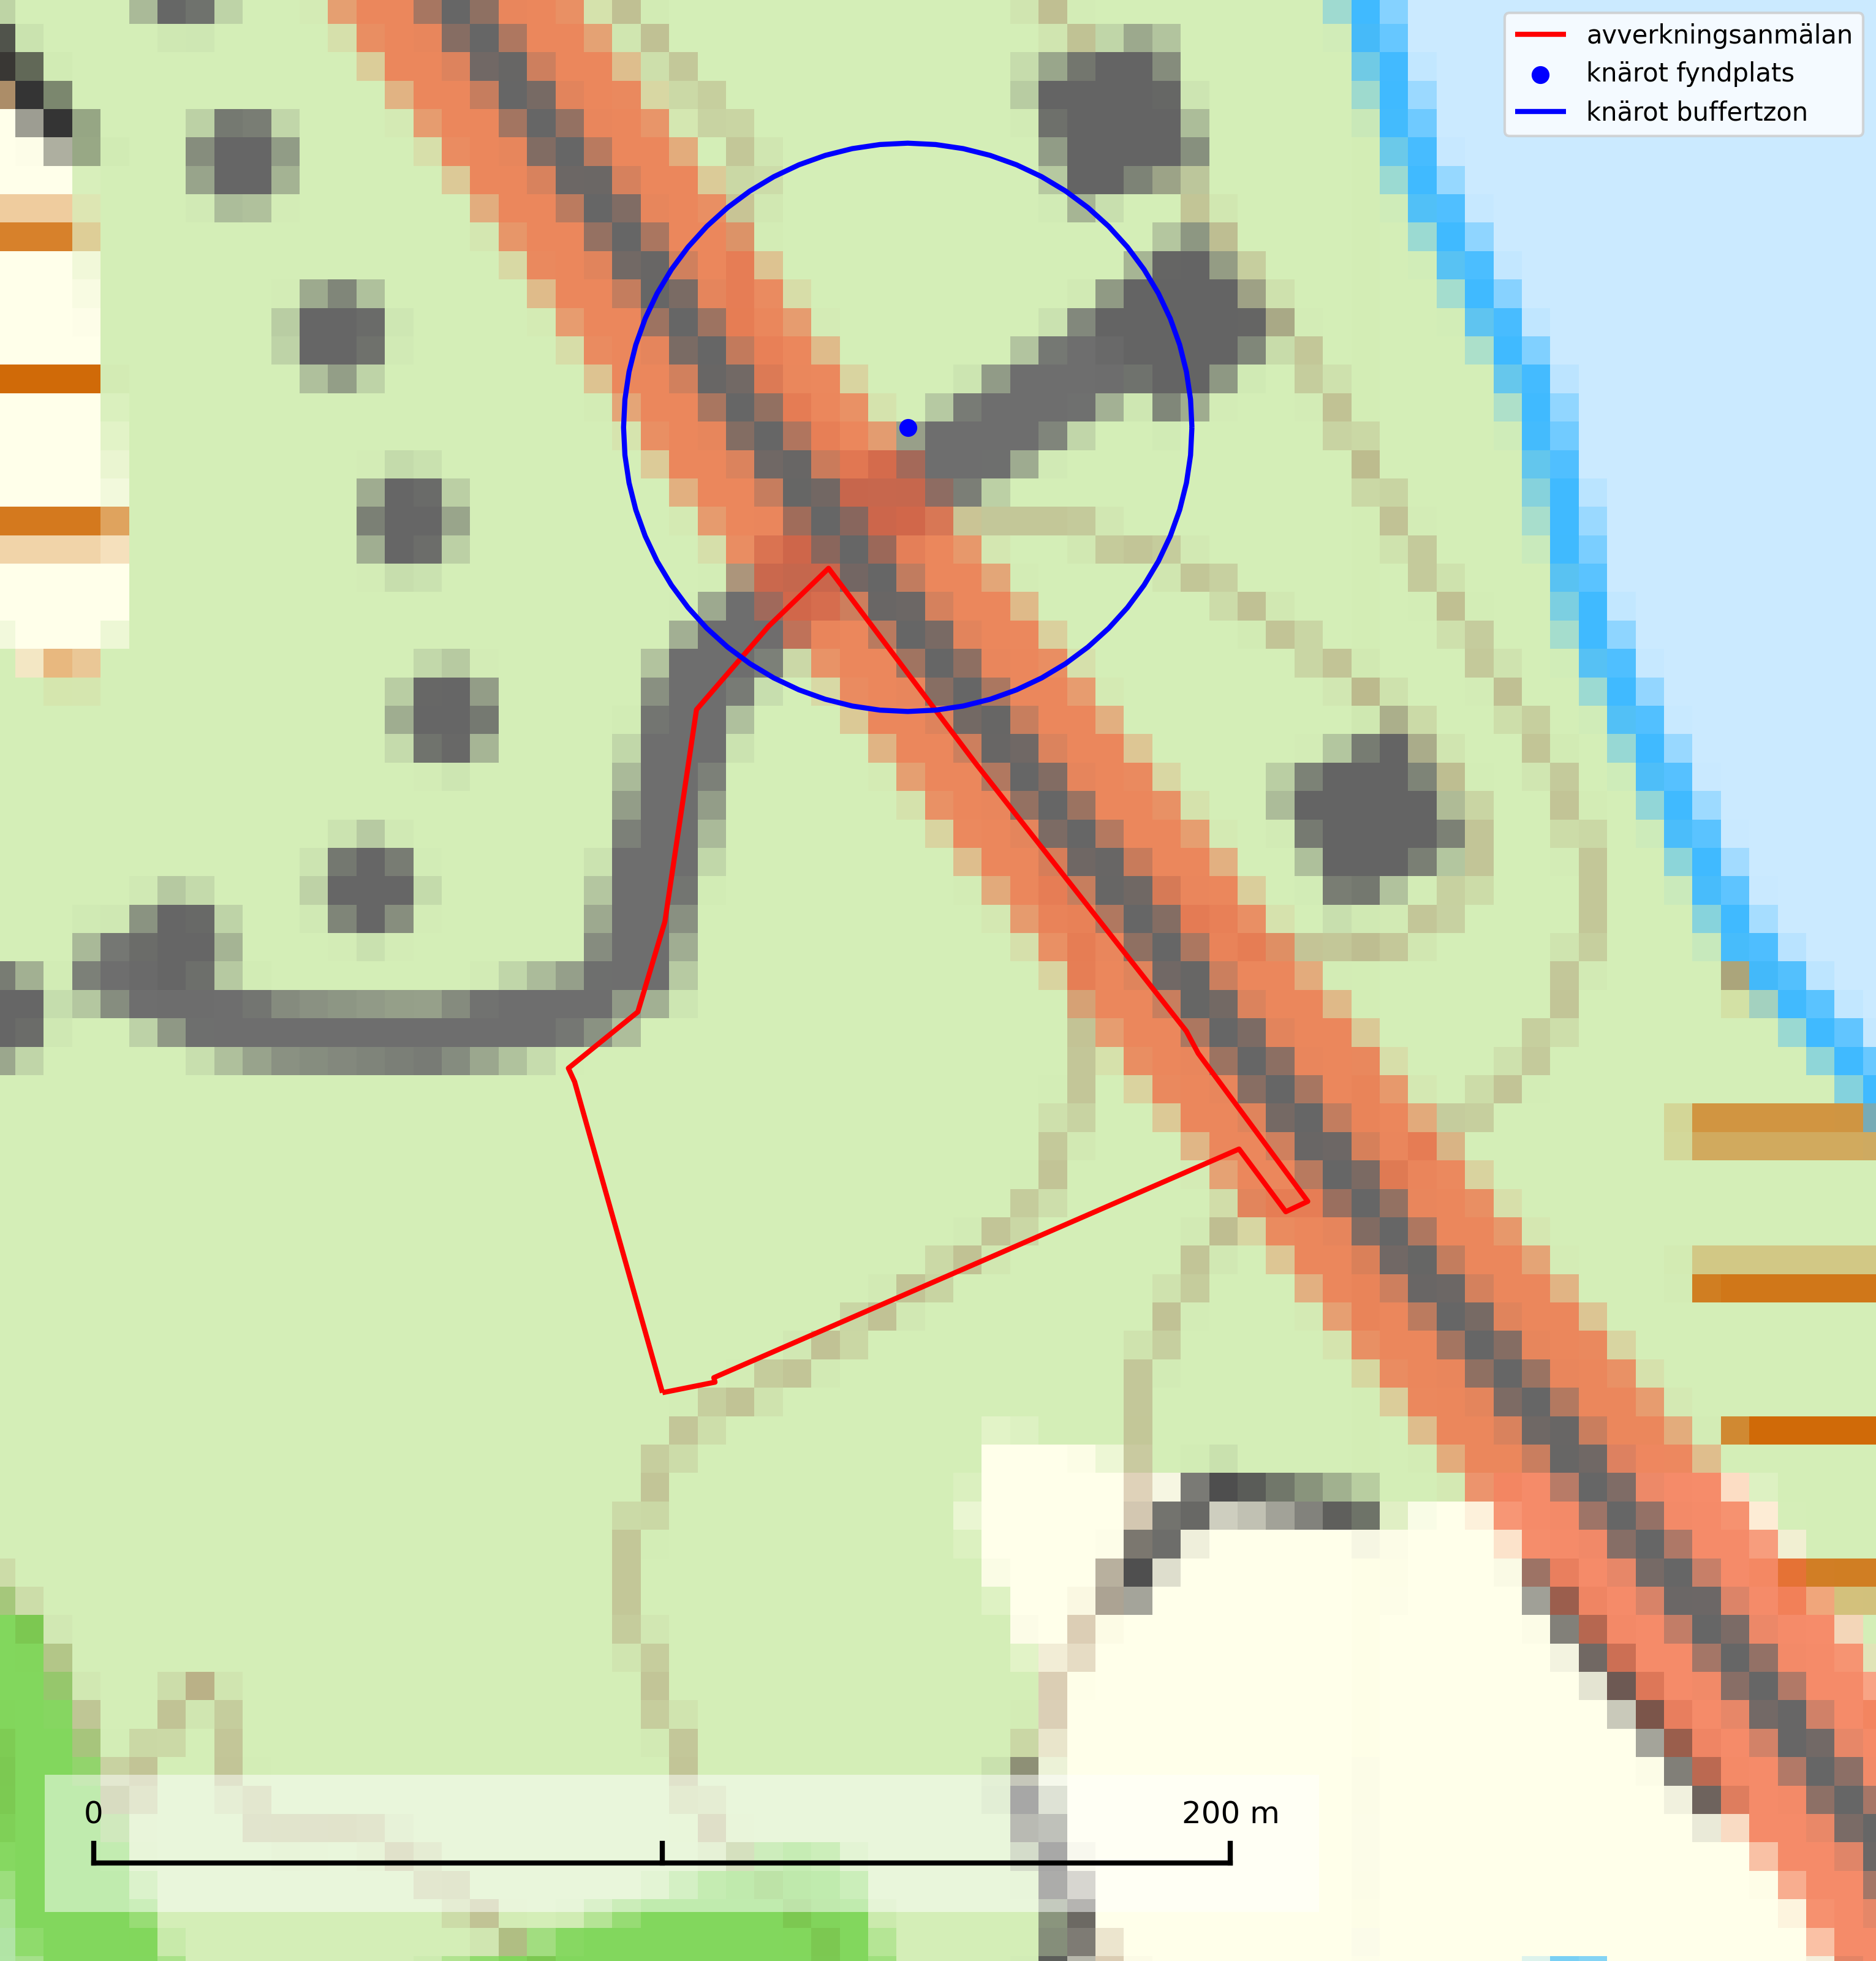 avverkningsanmälan
knärot fyndplats
knärot buffertzon
0 200 m